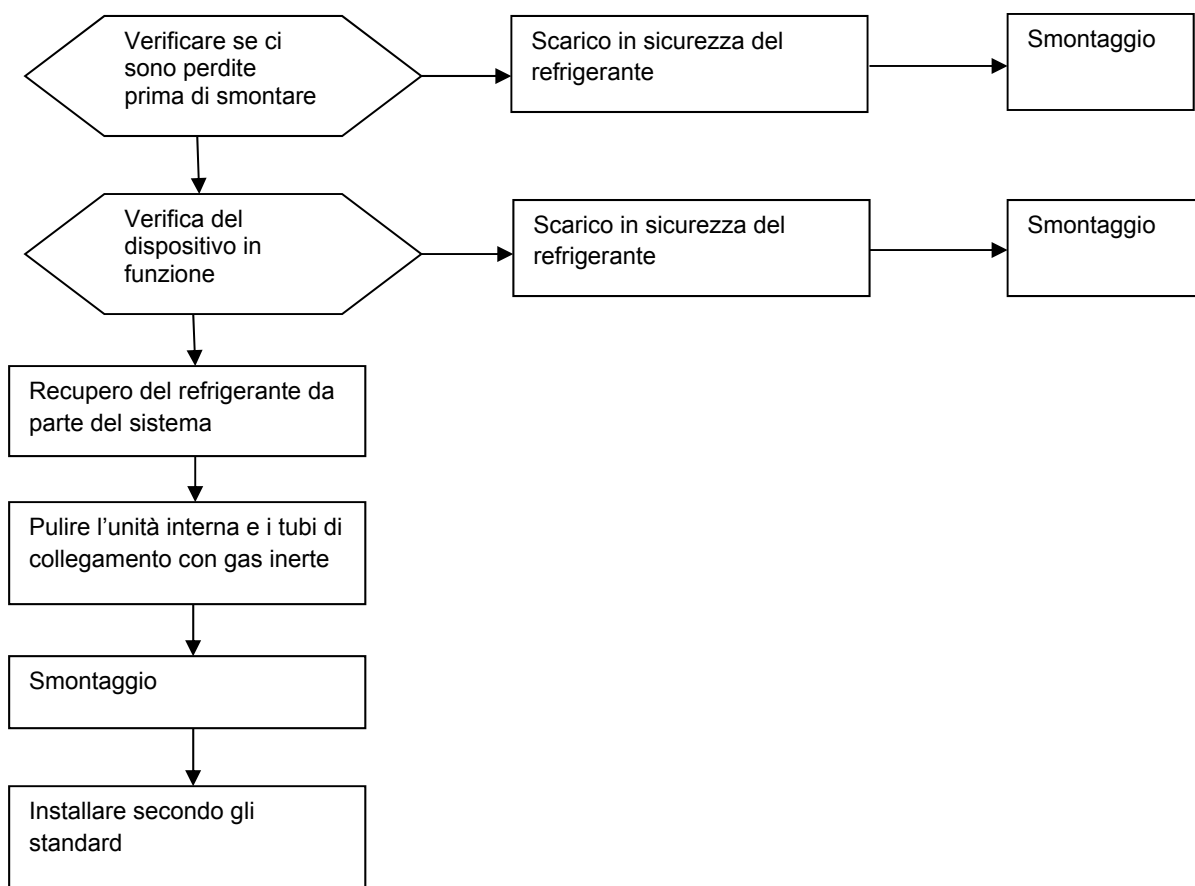 Verificare se ci
sono perdite
prima di smontare
Scarico in sicurezza del
refrigerante
Smontaggio
Verifica del
dispositivo in
funzione
Scarico in sicurezza del
refrigerante
Smontaggio
Recupero del refrigerante da
parte del sistema
Pulire l’unità interna e i tubi di
collegamento con gas inerte
Smontaggio
Installare secondo gli
standard